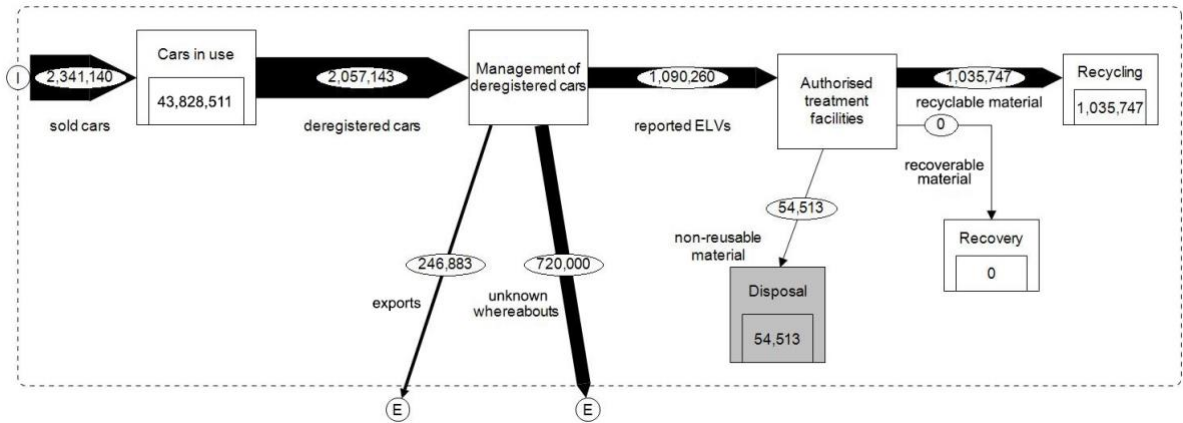 I
2,341,140
sold cars
Cars in use
43,828,511
2,057,143
deregistered cars
Management of
deregistered cars
1,090,260
reported ELVs
Authorised
treatment
facilities
1,035,747
recyclable material
Recycling
1,035,747
0
recoverable
material
Recovery
0
54,513
non-reusable
material
Disposal
54,513
246,883
exports
E
720,000
unknown
whereabouts
E